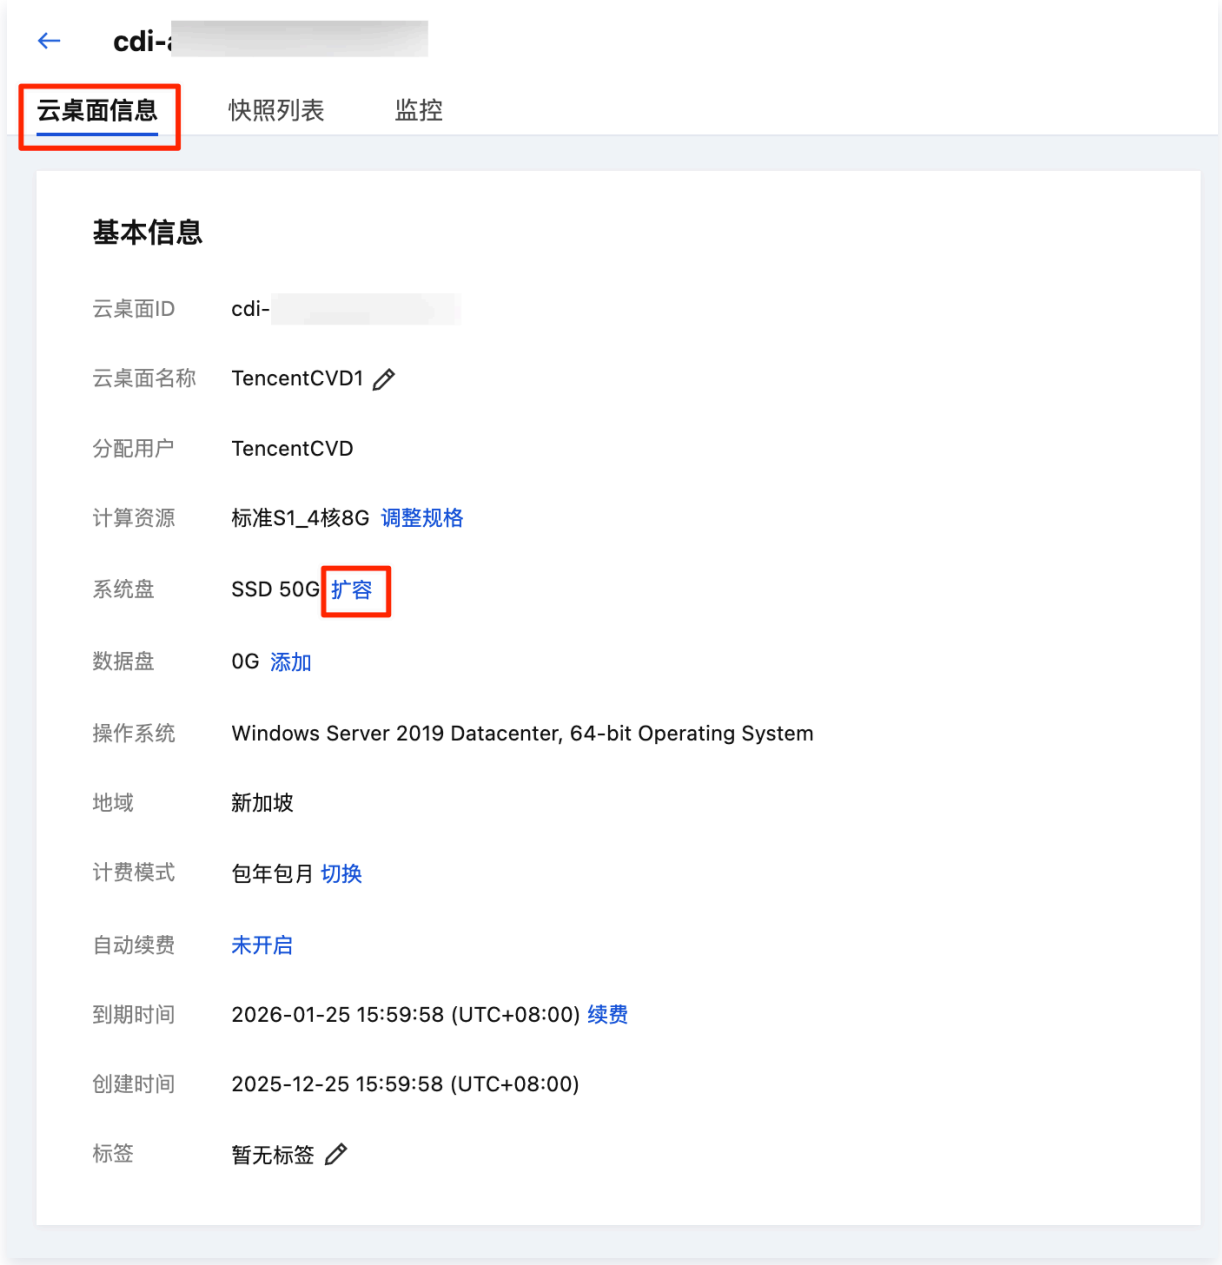 cdi-
云桌面信息 快照列表 监控
基本信息
云桌面ID cdi-
云桌面名称 TencentCVD1
分配用户 TencentCVD
计算资源 标准S1_4核8G 调整规格
系统盘 SSD 50G 扩容
数据盘 0G 添加
操作系统 Windows Server 2019 Datacenter, 64-bit Operating System
地域 新加坡
计费模式 包年包月 切换
自动续费 未开启
到期时间 2026-01-25 15:59:58 (UTC+08:00) 续费
创建时间 2025-12-25 15:59:58 (UTC+08:00)
标签 暂无标签